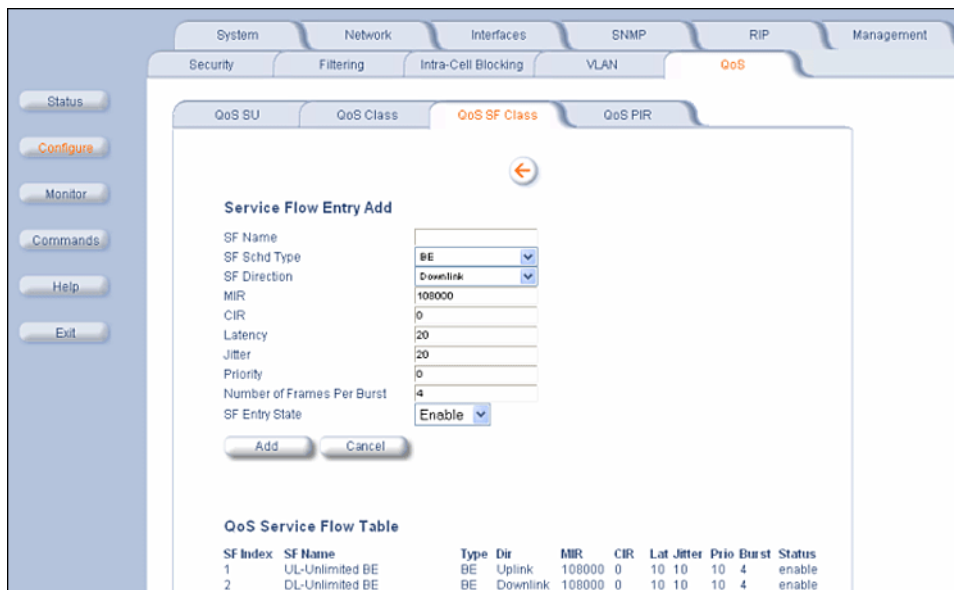 System Network Interfaces SNMP RIP Management
Security Filtering Intra-Cell Blocking VLAN QoS
Status
QoS SU QoS Class QoS SF Class QoS PIR
Configure
Monitor
Service Flow Entry Add
SF Name
Commands
SF Schd Type BE
SF Direction Downlink
Help
MIR 108000
CIR 0
Exit
Latency 20
Jitter 20
Priority 0
Number of Frames Per Burst 4
SF Entry State Enable
Add Cancel
QoS Service Flow Table
SF Index SF Name Type Dir MIR CIR Lat Jitter Prio Burst Status
1 UL-Unlimited BE BE Uplink 108000 0 10 10 10 4 enable
2 DL-Unlimited BE BE Downlink 108000 0 10 10 10 4 enable